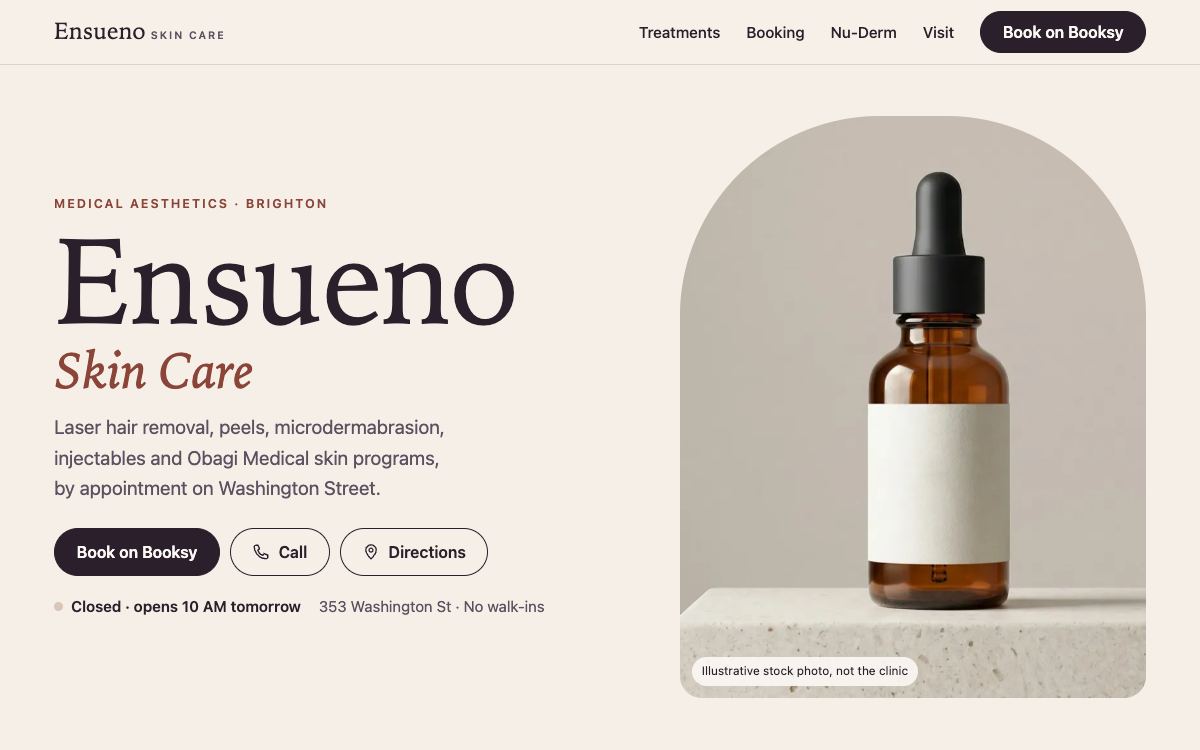 Ensueno SKIN CARE
Treatments
Booking
Nu-Derm
Visit
Book on Booksy
MEDICAL AESTHETICS · BRIGHTON
Ensueno
Skin Care
Laser hair removal, peels, microdermabrasion,
injectables and Obagi Medical skin programs,
by appointment on Washington Street.
Book on Booksy
Call
Directions
Closed · opens 10 AM tomorrow
353 Washington St · No walk-ins
Illustrative stock photo, not the clinic